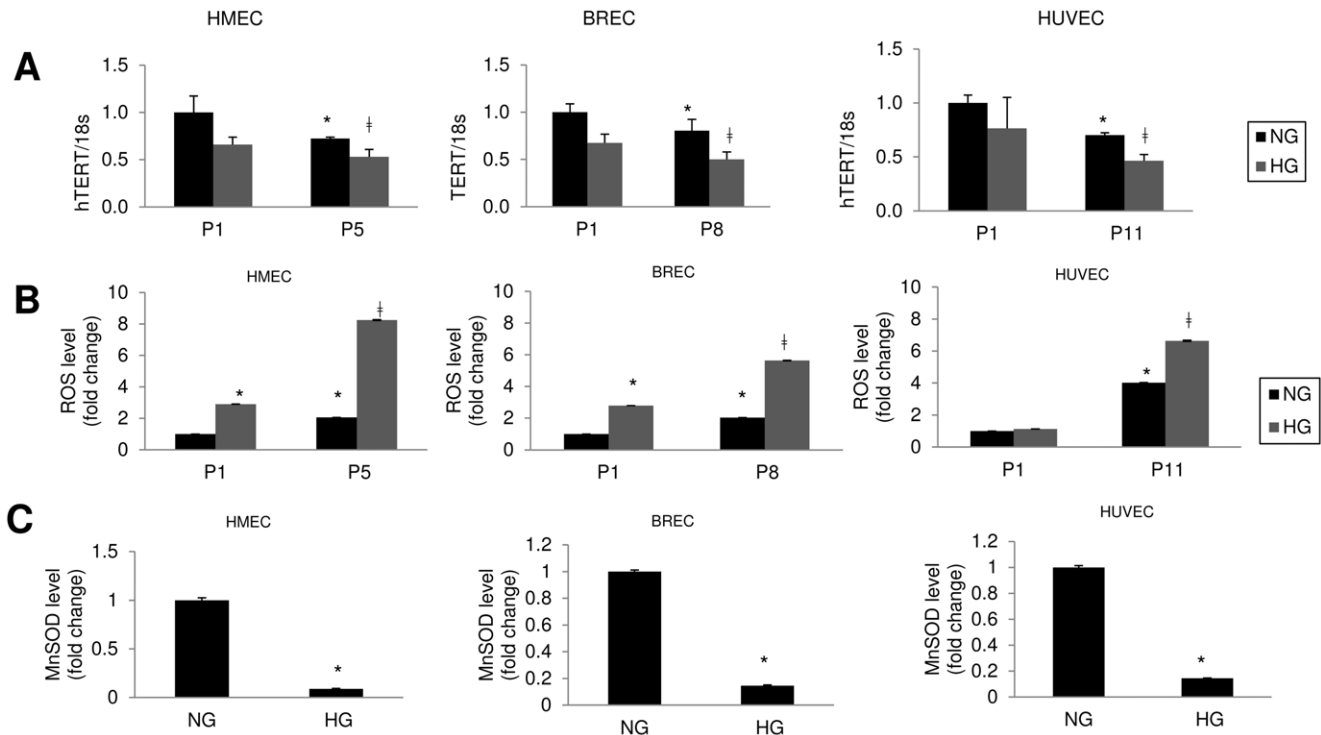 HMEC BREC HUVEC
A
hTERT/18s
1.5
1.0
0.5
0.0
* ‡
P1 P5
TERT/18s
1.5
1.0
0.5
0.0
* ‡
P1 P8
hTERT/18s
1.5
1.0
0.5
0.0
* ‡
P1 P11
NG
HG
B
HMEC
ROS level
(fold change)
10
8
6
4
2
0
* * ‡
P1 P5
BREC
ROS level
(fold change)
10
8
6
4
2
0
* * ‡
P1 P8
HUVEC
ROS level
(fold change)
10
8
6
4
2
0
* ‡
P1 P11
NG
HG
C
HMEC
MnSOD level
(fold change)
1.5
1
0.5
0
*
NG HG
BREC
MnSOD level
(fold change)
1.2
1
0.8
0.6
0.4
0.2
0
*
NG HG
HUVEC
MnSOD level
(fold change)
1.2
1
0.8
0.6
0.4
0.2
0
*
NG HG